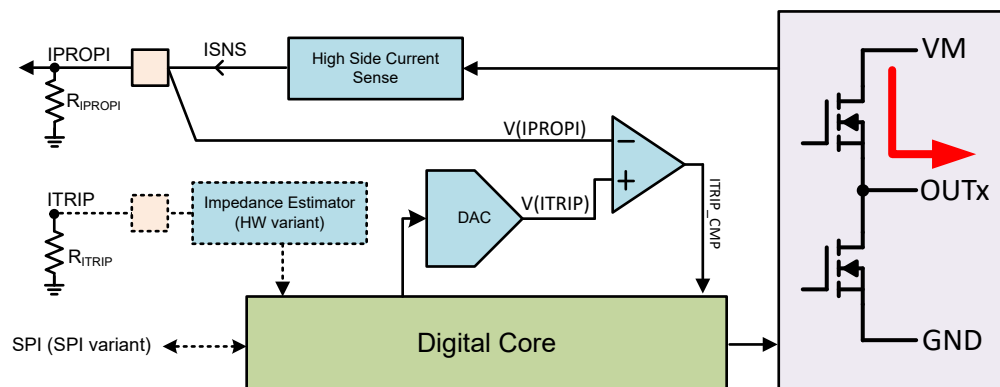 IPROPI
ISNS
High Side Current
Sense
VM
RIPROPI
V(IPROPI)
−
+
ITRIP
Impedance Estimator
(HW variant)
DAC
V(ITRIP)
ITRIP_CMP
OUTx
RITRIP
SPI (SPI variant)
Digital Core
GND